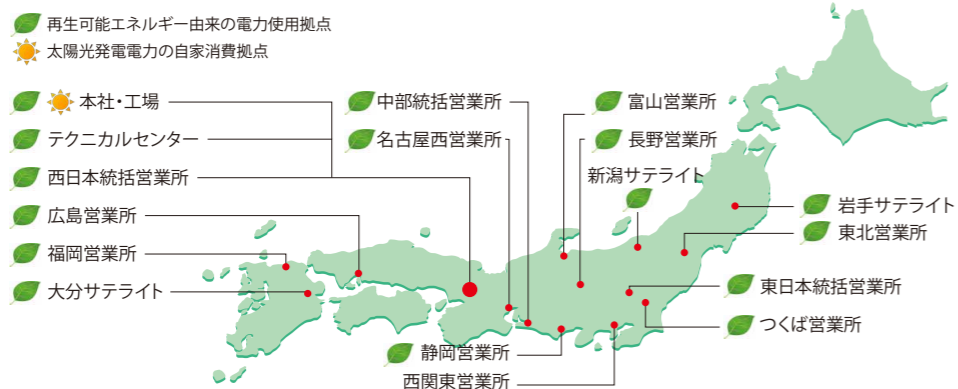 再生可能エネルギー由来の電力使用拠点
太陽光発電電力の自家消費拠点
本社・工場
テクニカルセンター
西日本統括営業所
広島営業所
福岡営業所
大分サテライト
中部統括営業所
名古屋西営業所
富山営業所
長野営業所
新潟サテライト
岩手サテライト
東北営業所
東日本統括営業所
つくば営業所
静岡営業所
西関東営業所